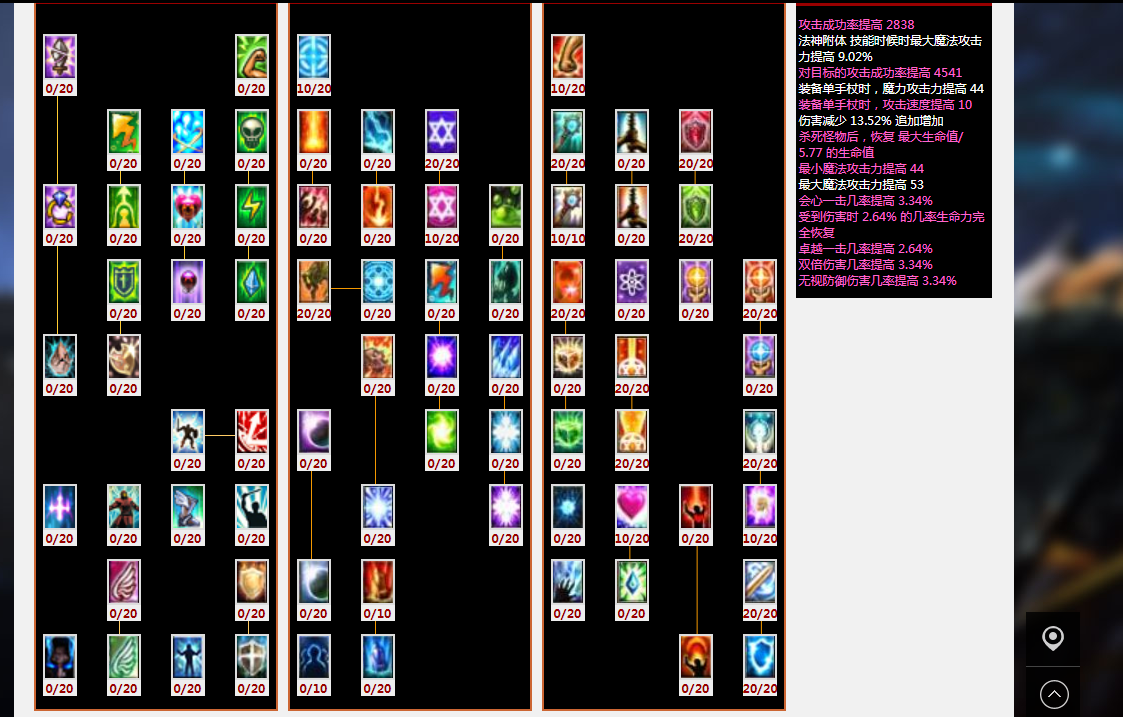 0/20 0/20 10/20 10/20
0/20 0/20 0/20 0/20 0/20 20/20 20/20 0/20 20/20
0/20 0/20 0/20 0/20 0/20 0/20 10/20 0/20 10/10 0/20 20/20
0/20 0/20 0/20 20/20 0/20 0/20 0/20 20/20 0/20 0/20 20/20
0/20 0/20 0/20 0/20 0/20 0/20 20/20 0/20
0/20 0/20 0/20 0/20 0/20 0/20 20/20 20/20
0/20 0/20 0/20 0/20 0/20 0/20 0/20 10/20 0/20 10/20
0/20 0/20 0/20 0/10 0/20 0/20 20/20
0/20 0/20 0/20 0/20 0/10 0/20 0/20 20/20
攻击成功率提高 2838
法神附体 技能时候时最大魔法攻击
力提高 9.02%
对目标的攻击成功率提高 4541
装备单手杖时，魔力攻击力提高 44
装备单手杖时，攻击速度提高 10
伤害减少 13.52% 追加增加
杀死怪物后，恢复 最大生命值/
5.77 的生命值
最小魔法攻击力提高 44
最大魔法攻击力提高 53
会心一击几率提高 3.34%
受到伤害时 2.64% 的几率生命力完
全恢复
卓越一击几率提高 2.64%
双倍伤害几率提高 3.34%
无视防御伤害几率提高 3.34%